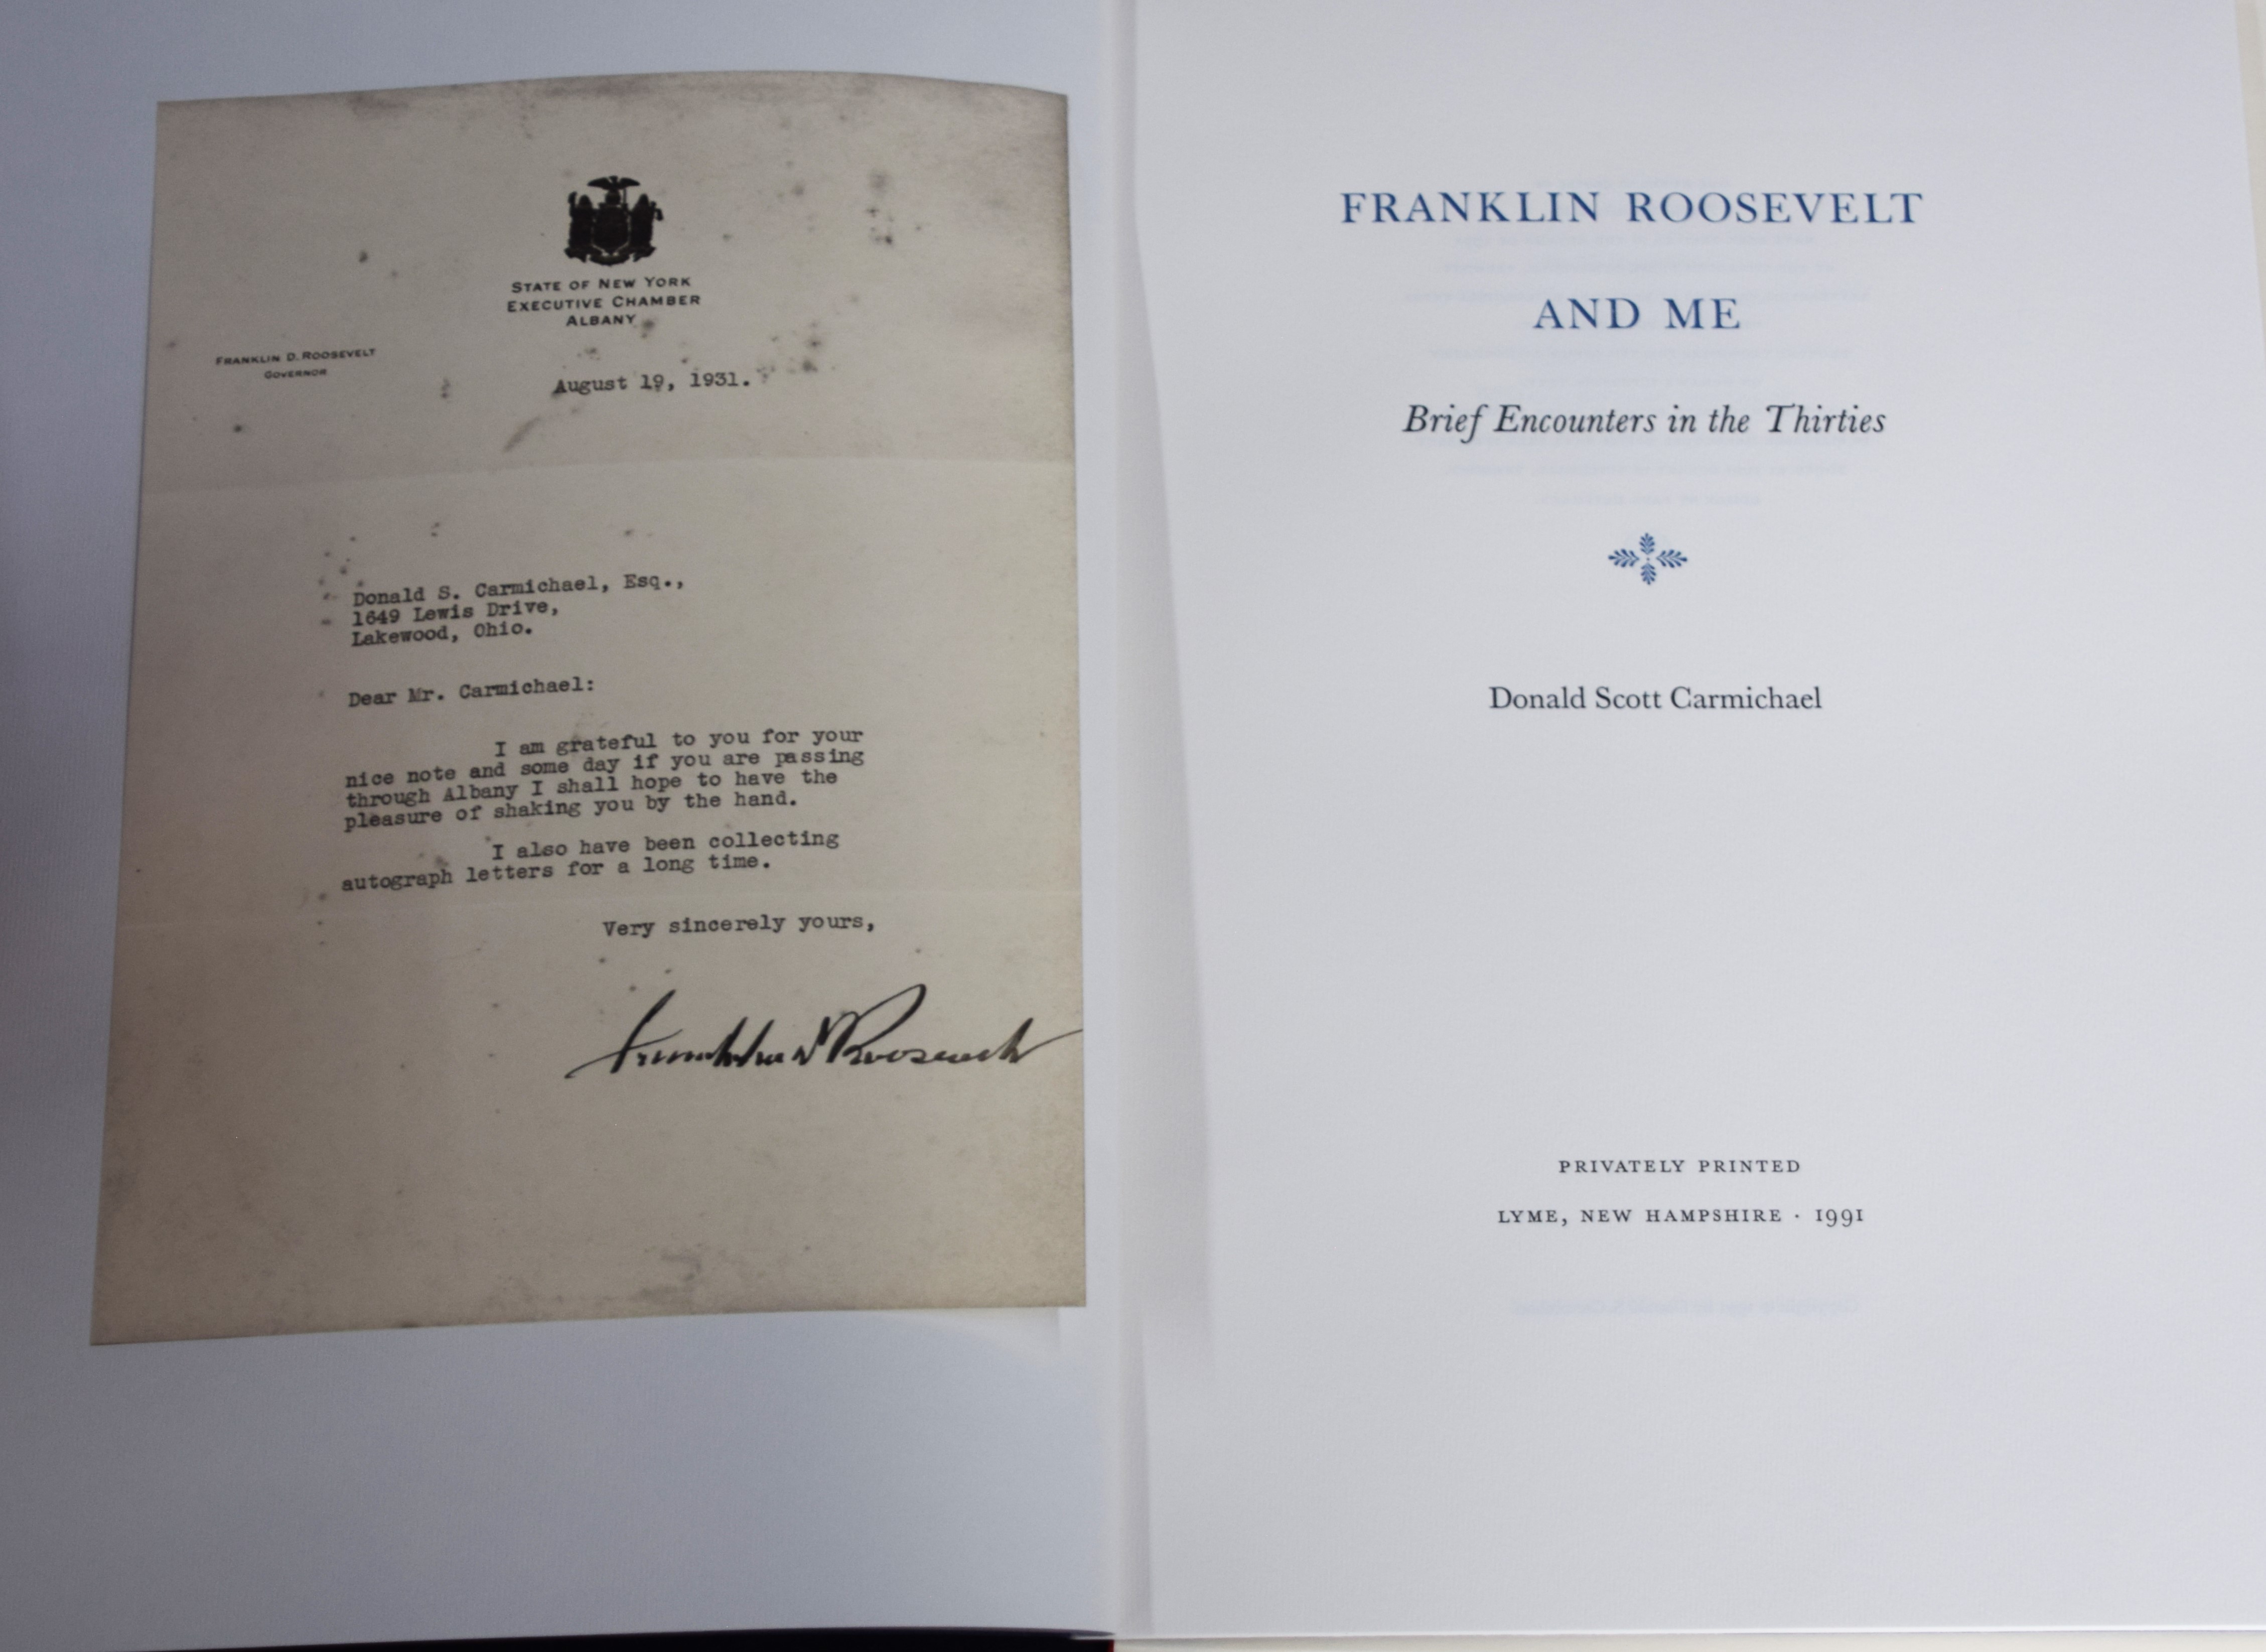 STATE OF NEW YORK
EXECUTIVE CHAMBER
ALBANY
FRANKLIN D. ROOSEVELT
GOVERNOR
August 19, 1931.
Donald S. Carmichael, Esq.,
1649 Lewis Drive,
Lakewood, Ohio.
Dear Mr. Carmichael:
I am grateful to you for your
nice note and some day if you are passing
through Albany I shall hope to have the
pleasure of shaking you by the hand.
I also have been collecting
autograph letters for a long time.
Very sincerely yours,
Franklin D Roosevelt
FRANKLIN ROOSEVELT
AND ME
Brief Encounters in the Thirties
Donald Scott Carmichael
PRIVATELY PRINTED
LYME, NEW HAMPSHIRE · 1991